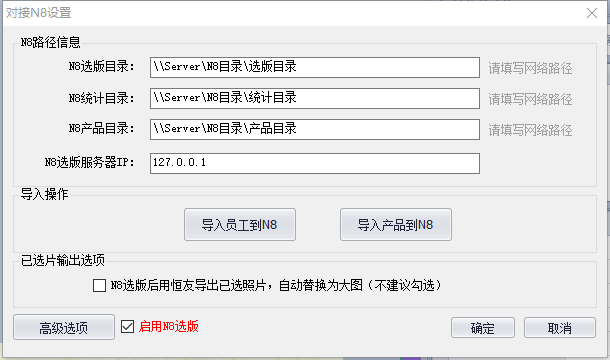 对接N8设置
N8路径信息
N8选版目录： \\Server\N8目录\选版目录 请填写网络路径
N8统计目录： \\Server\N8目录\统计目录 请填写网络路径
N8产品目录： \\Server\N8目录\产品目录 请填写网络路径
N8选版服务器IP： 127.0.0.1
导入操作
导入员工到N8 导入产品到N8
已选片输出选项
N8选版后用恒友导出已选照片，自动替换为大图（不建议勾选）
高级选项 启用N8选版 确定 取消